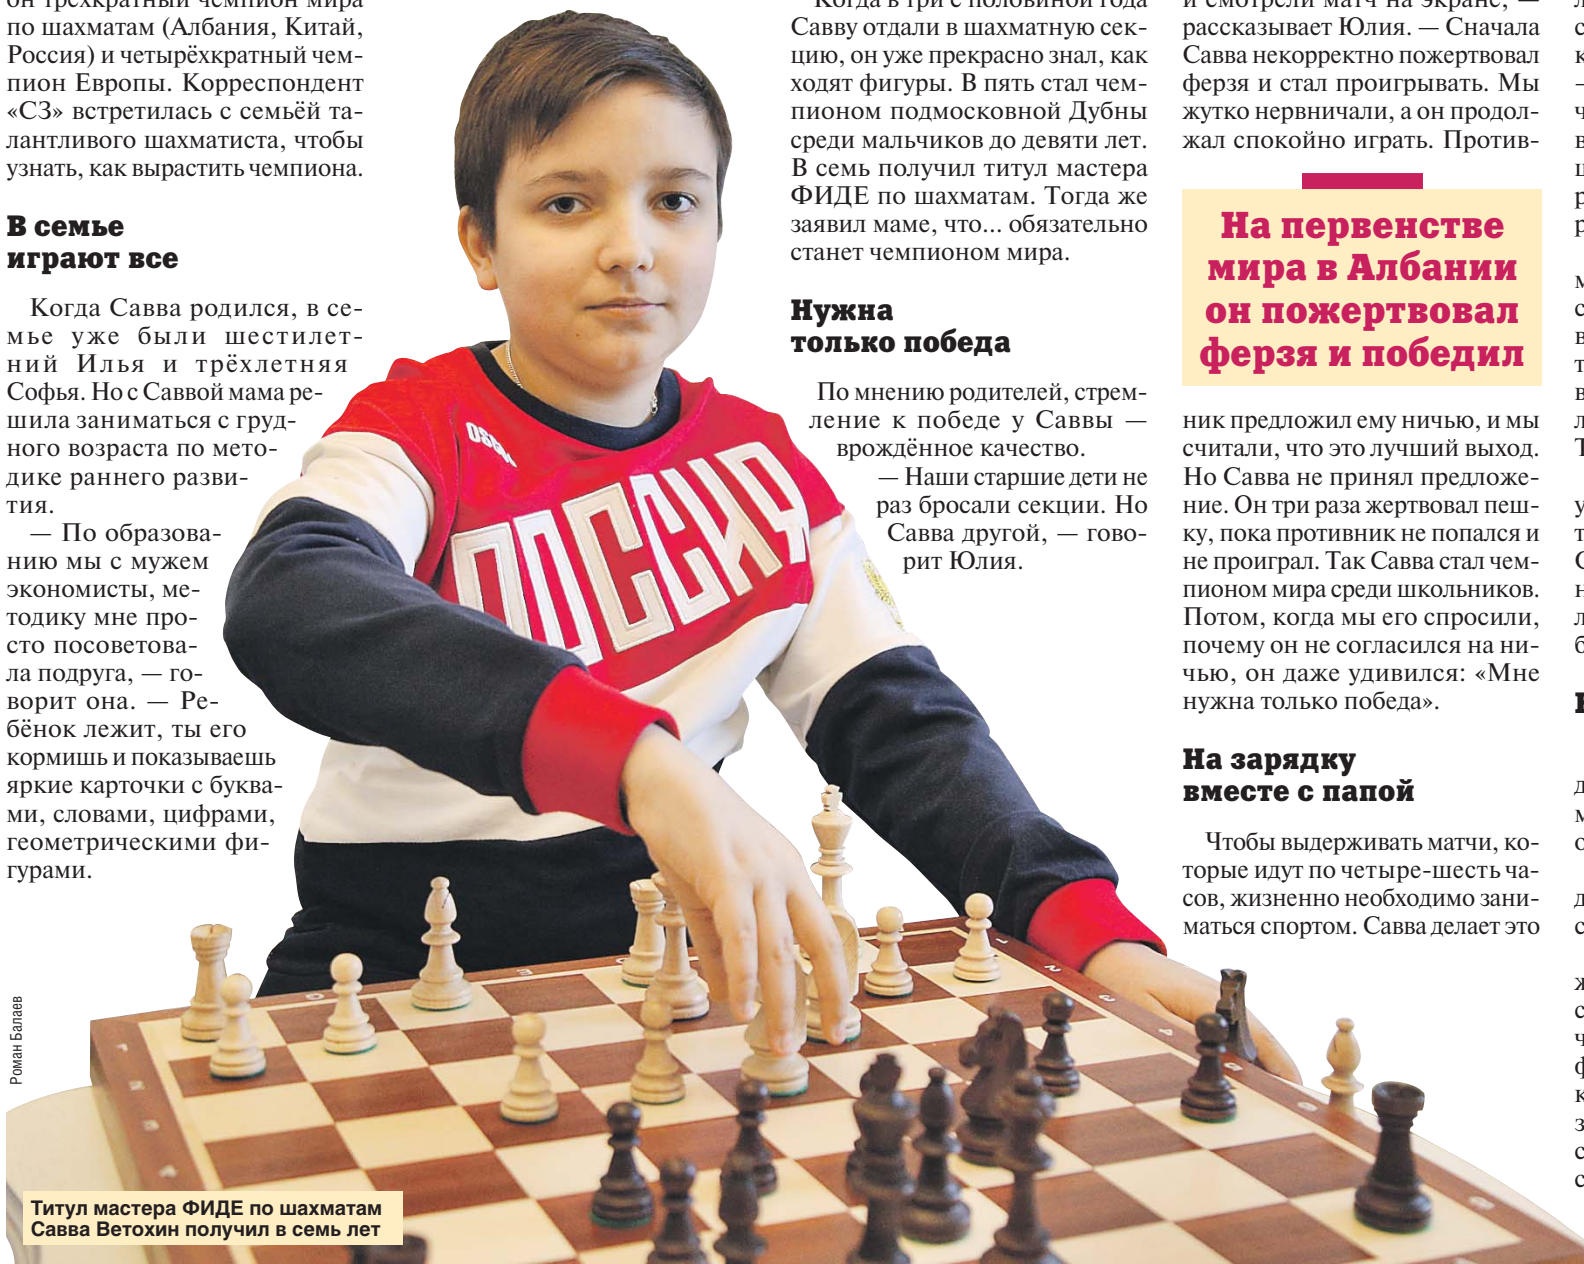 он трёхкратный чемпион мира
по шахматам (Албания, Китай,
Россия) и четырёхкратный чем-
пион Европы. Корреспондент
«СЗ» встретилась с семьёй та-
лантливого шахматиста, чтобы
узнать, как вырастить чемпиона.
В семье
играют все
Когда Савва родился, в се-
мье уже были шестилет-
ний Илья и трёхлетняя
Софья. Но с Саввой мама ре-
шила заниматься с груд-
ного возраста по мето-
дике раннего разви-
тия.
— По образова-
нию мы с мужем
экономисты, ме-
тодику мне про-
сто посоветова-
ла подруга, — го-
ворит она. — Ре-
бёнок лежит, ты его
кормишь и показываешь
яркие карточки с буква-
ми, словами, цифрами,
геометрическими фи-
гурами.
Роман Балаев
Титул мастера ФИДЕ по шахматам
Савва Ветохин получил в семь лет
РОССИЯ
Когда в три с половиной года
Савву отдали в шахматную сек-
цию, он уже прекрасно знал, как
ходят фигуры. В пять стал чем-
пионом подмосковной Дубны
среди мальчиков до девяти лет.
В семь получил титул мастера
ФИДЕ по шахматам. Тогда же
заявил маме, что... обязательно
станет чемпионом мира.
Нужна
только победа
По мнению родителей, стрем-
ление к победе у Саввы —
врождённое качество.
— Наши старшие дети не
раз бросали секции. Но
Савва другой, — гово-
рит Юлия.
и смотрели матч на экране, —
рассказывает Юлия. — Сначала
Савва некорректно пожертвовал
ферзя и стал проигрывать. Мы
жутко нервничали, а он продол-
жал спокойно играть. Против-
На первенстве
мира в Албании
он пожертвовал
ферзя и победил
ник предложил ему ничью, и мы
считали, что это лучший выход.
Но Савва не принял предложе-
ние. Он три раза жертвовал пеш-
ку, пока противник не попался и
не проиграл. Так Савва стал чем-
пионом мира среди школьников.
Потом, когда мы его спросили,
почему он не согласился на ни-
чью, он даже удивился: «Мне
нужна только победа».
На зарядку
вместе с папой
Чтобы выдерживать матчи, ко-
торые идут по четыре-шесть ча-
сов, жизненно необходимо зани-
маться спортом. Савва делает это